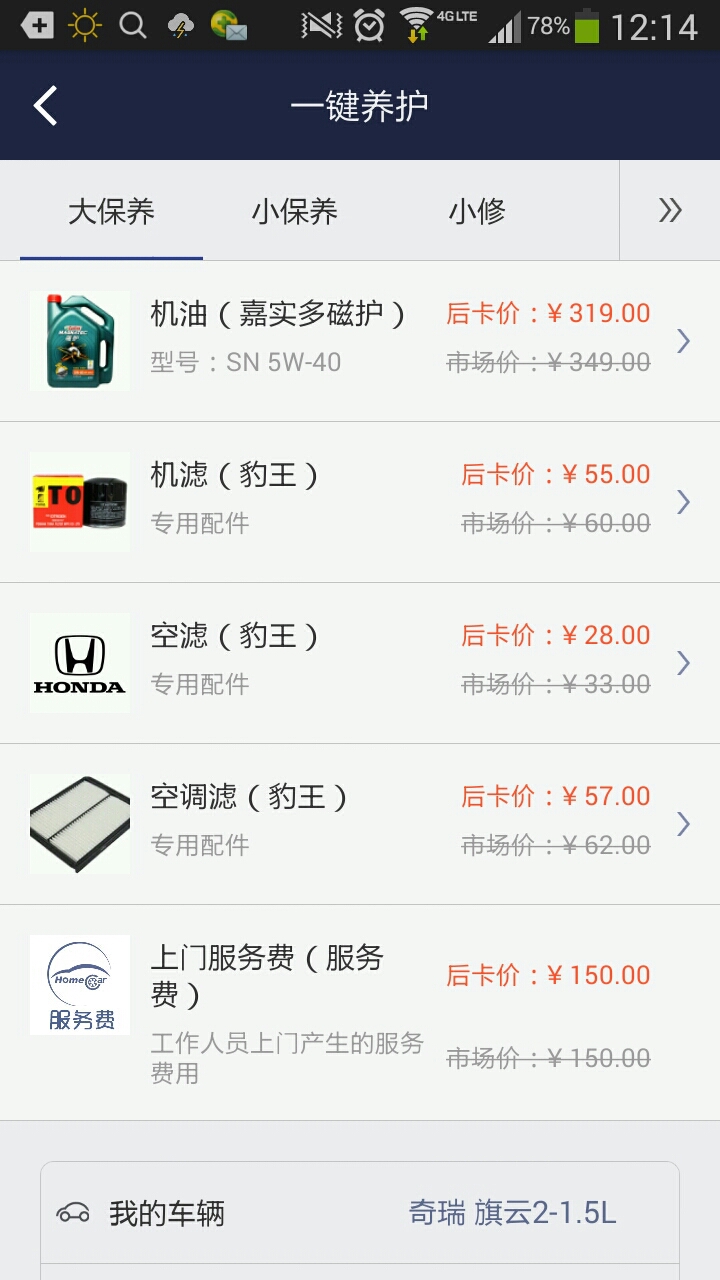 4G LTE 78% 12:14
一键养护
大保养 小保养 小修
机油（嘉实多磁护） 后卡价：¥ 319.00
型号：SN 5W-40 市场价：¥ 349.00
机滤（豹王） 后卡价：¥ 55.00
专用配件 市场价：¥ 60.00
空滤（豹王） 后卡价：¥ 28.00
HONDA
专用配件 市场价：¥ 33.00
空调滤（豹王） 后卡价：¥ 57.00
专用配件 市场价：¥ 62.00
上门服务费（服务
费）
后卡价：¥ 150.00
HomeCar
服务费
工作人员上门产生的服务
费用
市场价：¥ 150.00
我的车辆 奇瑞 旗云2-1.5L